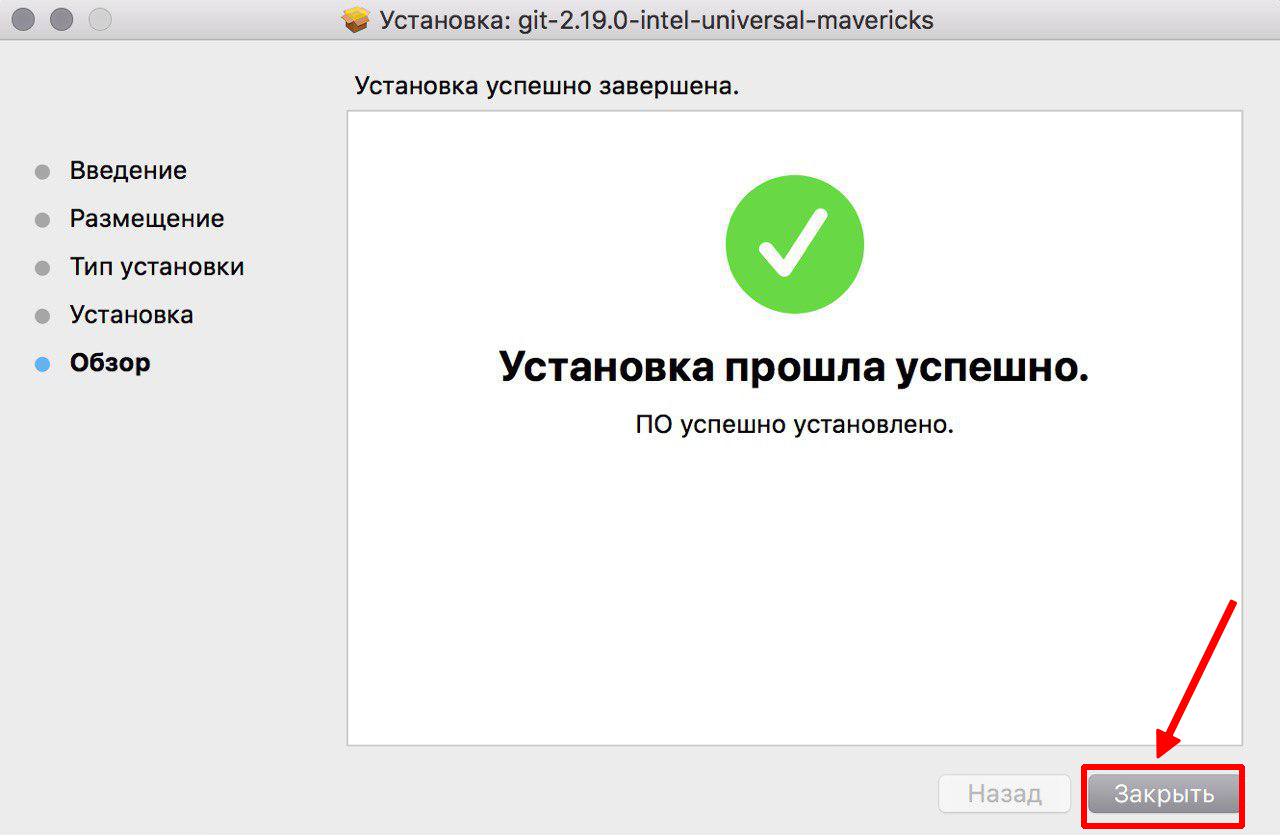 Установка: git-2.19.0-intel-universal-mavericks
Установка успешно завершена.
Введение
Размещение
Тип установки
Установка
Обзор
Установка прошла успешно.
ПО успешно установлено.
Назад
Закрыть